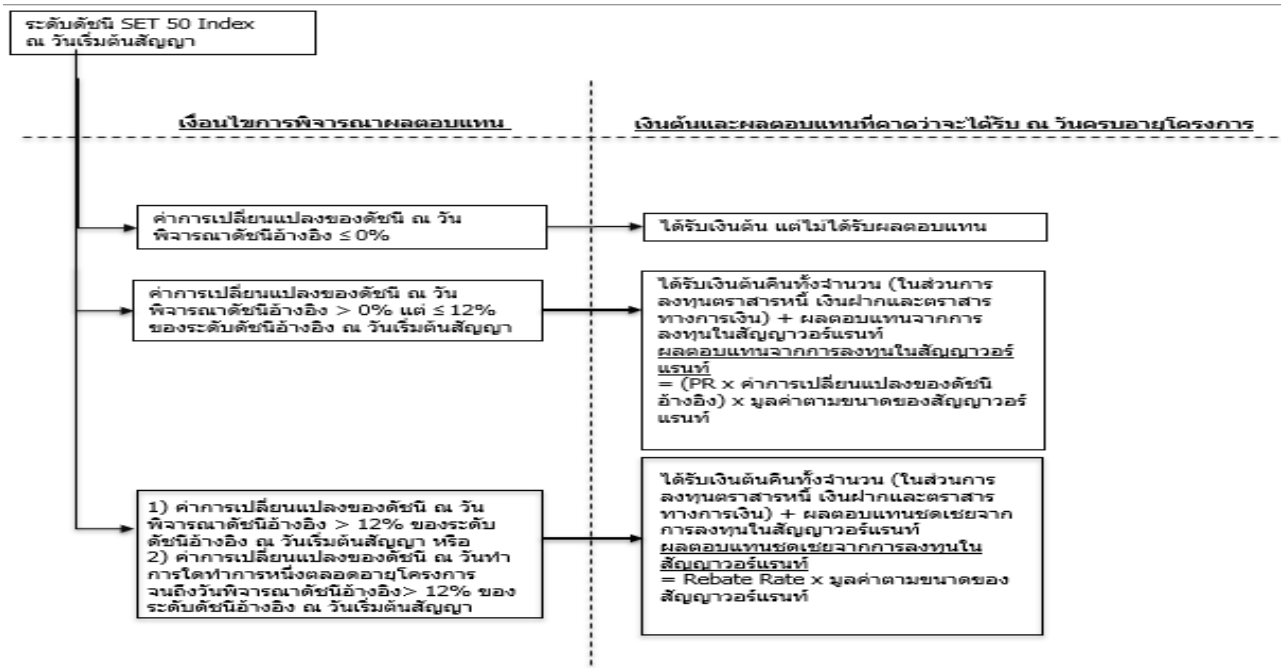 ระดับดัชนี SET 50 Index
ณ วันเริ่มต้นสัญญา
เงื่อนไขการพิจารณาผลตอบแทน
เงินต้นและผลตอบแทนที่คาดว่าจะได้รับ ณ วันครบอายุโครงการ
ค่าการเปลี่ยนแปลงของดัชนี ณ วัน
พิจารณาดัชนีอ้างอิง ≤ 0%
ได้รับเงินต้น แต่ไม่ได้รับผลตอบแทน
ค่าการเปลี่ยนแปลงของดัชนี ณ วัน
พิจารณาดัชนีอ้างอิง > 0% แต่ ≤ 12%
ของระดับดัชนีอ้างอิง ณ วันเริ่มต้นสัญญา
ได้รับเงินต้นคืนทั้งจำนวน (ในส่วนการ
ลงทุนตราสารหนี้ เงินฝากและตราสาร
ทางการเงิน) + ผลตอบแทนจากการ
ลงทุนในสัญญาวอร์แรนท์
ผลตอบแทนจากการลงทุนในสัญญาวอร์
แรนท์
= (PR x ค่าการเปลี่ยนแปลงของดัชนี
อ้างอิง) x มูลค่าตามขนาดของสัญญาวอร์
แรนท์
1) ค่าการเปลี่ยนแปลงของดัชนี ณ วัน
พิจารณาดัชนีอ้างอิง > 12% ของระดับ
ดัชนีอ้างอิง ณ วันเริ่มต้นสัญญา หรือ
2) ค่าการเปลี่ยนแปลงของดัชนี ณ วันทำ
การใดทำการหนึ่งตลอดอายุโครงการ
จนถึงวันพิจารณาดัชนีอ้างอิง> 12% ของ
ระดับดัชนีอ้างอิง ณ วันเริ่มต้นสัญญา
ได้รับเงินต้นคืนทั้งจำนวน (ในส่วนการ
ลงทุนตราสารหนี้ เงินฝากและตราสาร
ทางการเงิน) + ผลตอบแทนชดเชยจาก
การลงทุนในสัญญาวอร์แรนท์
ผลตอบแทนชดเชยจากการลงทุนใน
สัญญาวอร์แรนท์
= Rebate Rate x มูลค่าตามขนาดของ
สัญญาวอร์แรนท์